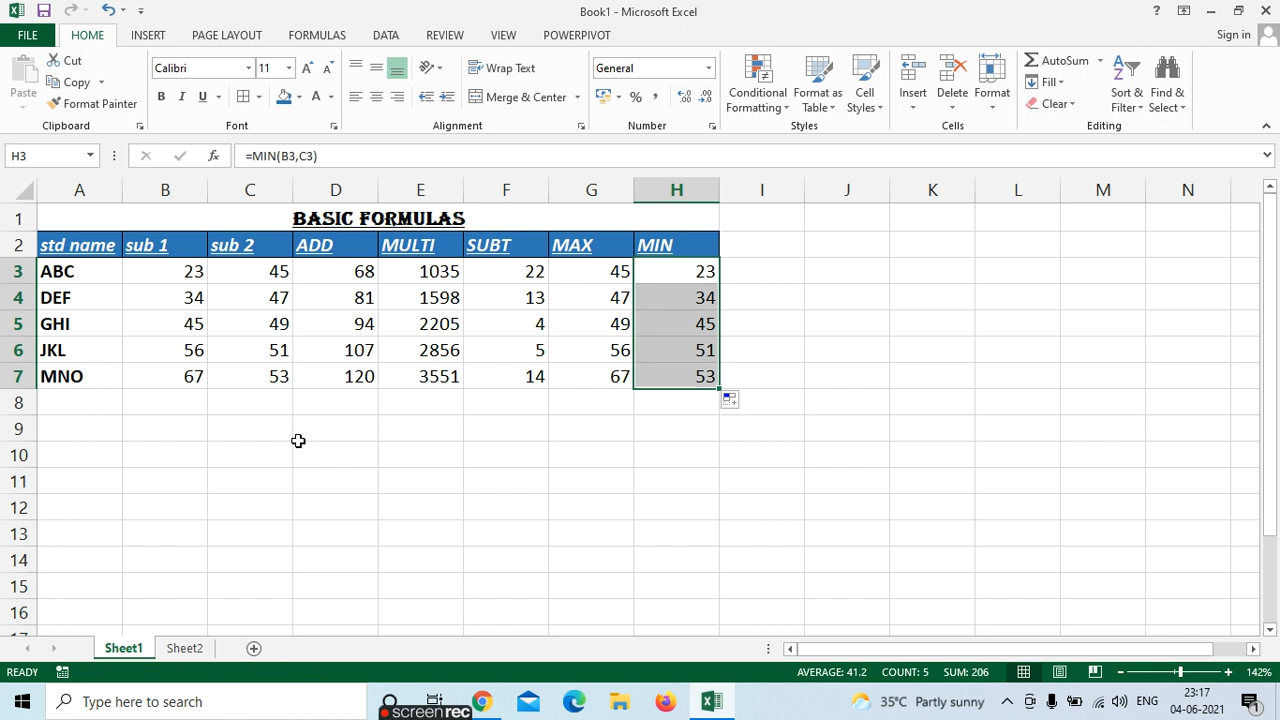 Book1 - Microsoft Excel
?
FILE HOME INSERT PAGE LAYOUT FORMULAS DATA REVIEW VIEW POWERPIVOT Sign in
Paste Cut Copy Format Painter Clipboard
Calibri 11 B I U A A A Font
Wrap Text Merge & Center Alignment
General % , Number
Conditional Formatting Format as Table Cell Styles Styles
Insert Delete Format Cells
AutoSum Fill Clear Sort & Filter Find & Select Editing
H3 fx =MIN(B3,C3)
A B C D E F G H I J K L M N
1 BASIC FORMULAS
2 std name sub 1 sub 2 ADD MULTI SUBT MAX MIN
3 ABC 23 45 68 1035 22 45 23
4 DEF 34 47 81 1598 13 47 34
5 GHI 45 49 94 2205 4 49 45
6 JKL 56 51 107 2856 5 56 51
7 MNO 67 53 120 3551 14 67 53
8
9
10
11
12
13
14
15
16
17
Sheet1 Sheet2
READY AVERAGE: 41.2 COUNT: 5 SUM: 206 142%
Type here to search screenrec 35°C Partly sunny ENG 23:17
04-06-2021 1